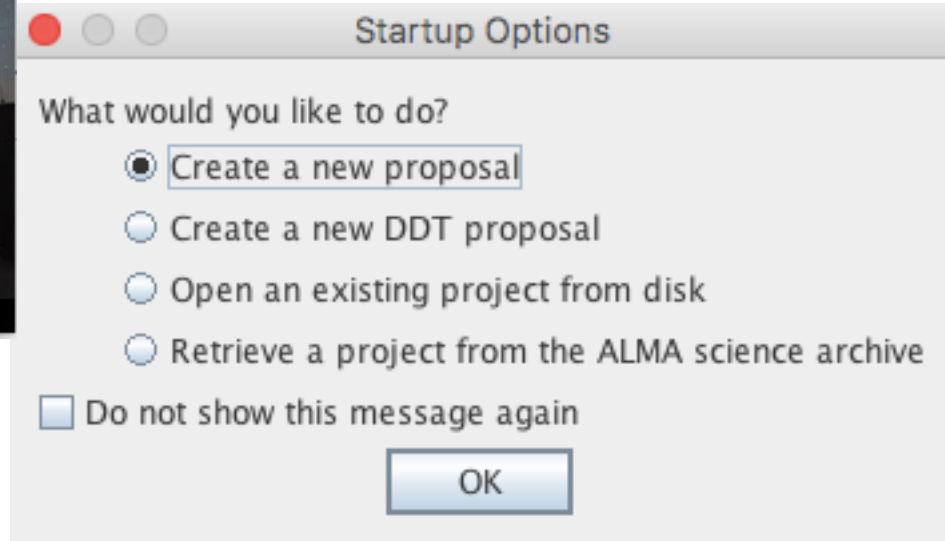 Startup Options
What would you like to do?
Create a new proposal
Create a new DDT proposal
Open an existing project from disk
Retrieve a project from the ALMA science archive
Do not show this message again
OK